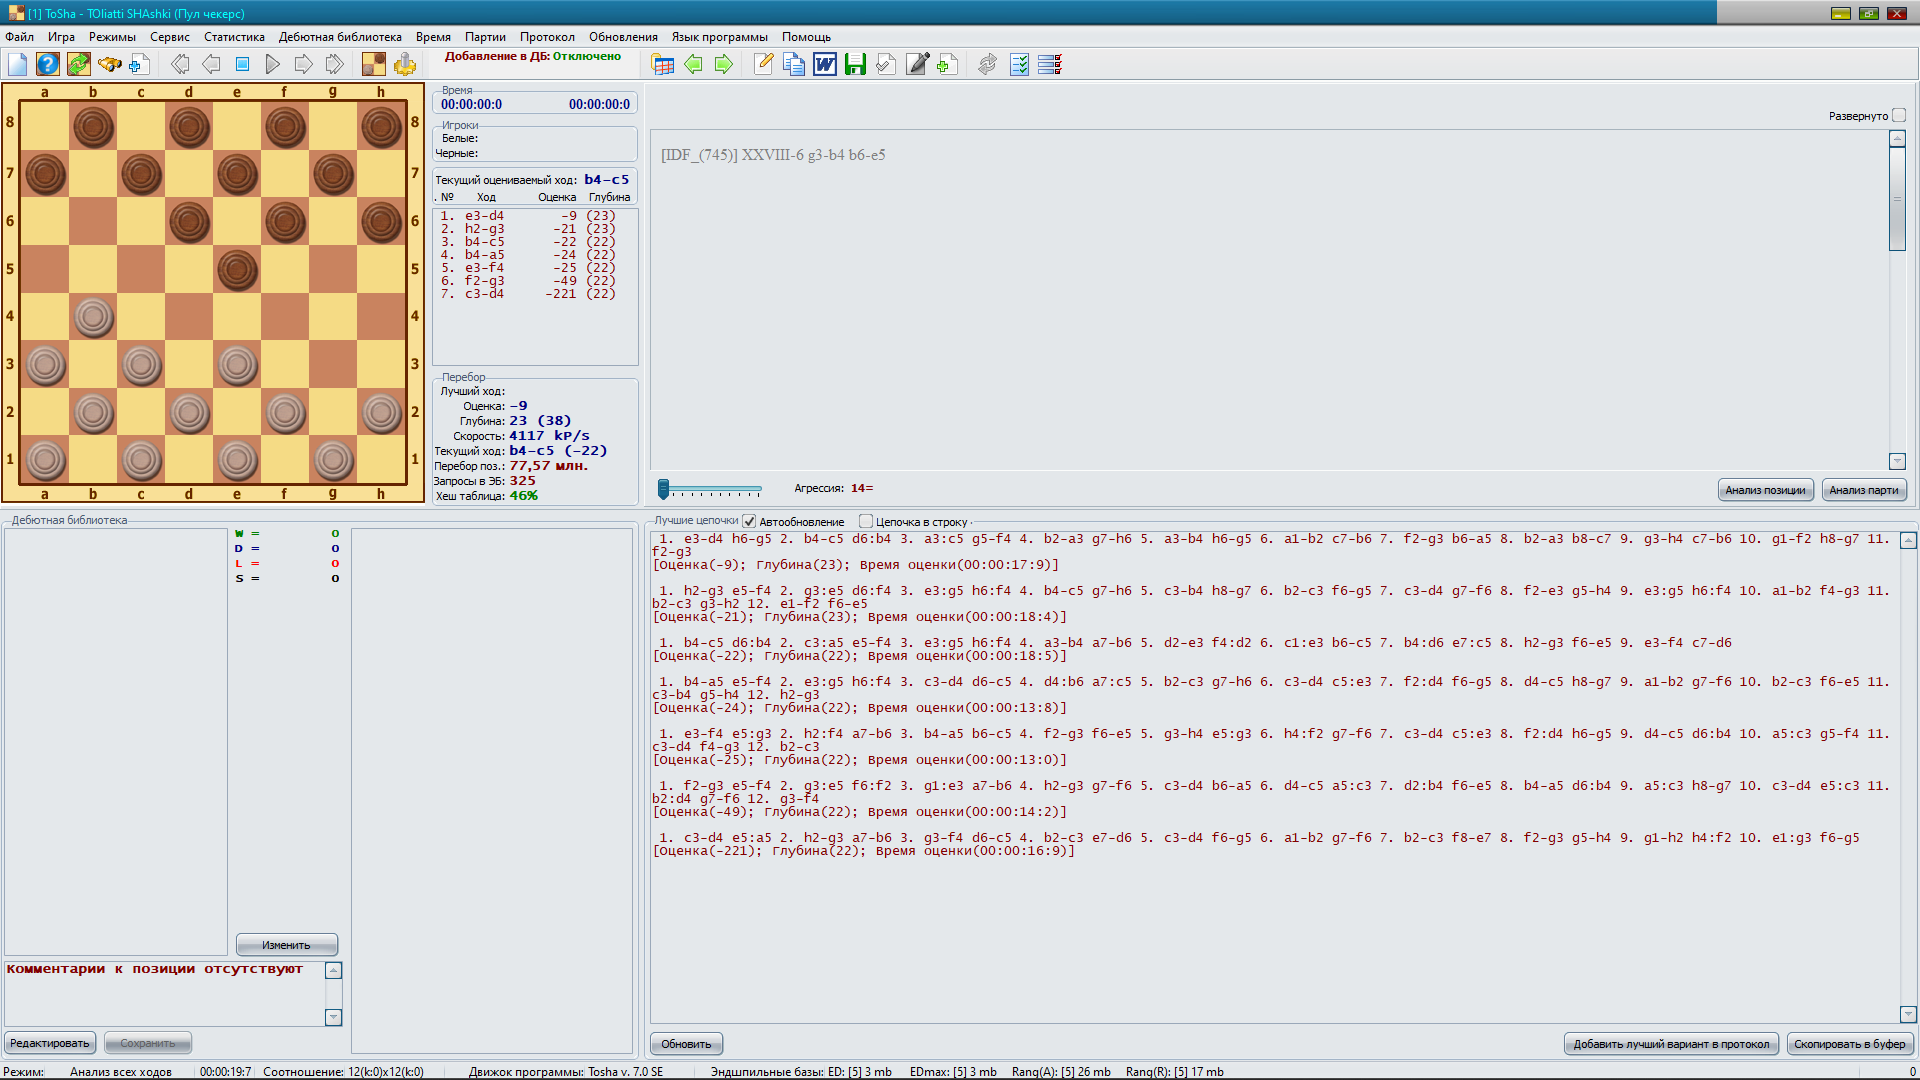 [1] ToSha - TOliatti SHAshki (Пул чекерс)
Файл Игра Режимы Сервис Статистика Дебютная библиотека Время Партии Протокол Обновления Язык программы Помощь
Добавление в ДБ: Отключено
a b c d e f g h
8 8
7 7
6 6
5 5
4 4
3 3
2 2
1 1
a b c d e f g h
Время
00:00:00:0 00:00:00:0
Игроки
Белые:
Черные:
Текущий оцениваемый ход: b4-c5
. № Ход Оценка Глубина
1. e3-d4 -9 (23)
2. h2-g3 -21 (23)
3. b4-c5 -22 (22)
4. b4-a5 -24 (22)
5. e3-f4 -25 (22)
6. f2-g3 -49 (22)
7. c3-d4 -221 (22)
Перебор
Лучший ход:
Оценка: -9
Глубина: 23 (38)
Скорость: 4117 kP/s
Текущий ход: b4-c5 (-22)
Перебор поз.: 77,57 млн.
Запросы в ЭБ: 325
Хеш таблица: 46%
Развернуто
[IDF_(745)] XXVIII-6 g3-b4 b6-e5
Агрессия: 14=
Анализ позиции Анализ парти
Дебютная библиотека
W = 0
D = 0
L = 0
S = 0
Изменить
Комментарии к позиции отсутствуют
Редактировать Сохранить
Лучшие цепочки Автообновление Цепочка в строку
1. e3-d4 h6-g5 2. b4-c5 d6:b4 3. a3:c5 g5-f4 4. b2-a3 g7-h6 5. a3-b4 h6-g5 6. a1-b2 c7-b6 7. f2-g3 b6-a5 8. b2-a3 b8-c7 9. g3-h4 c7-b6 10. g1-f2 h8-g7 11.
f2-g3
[Оценка(-9); Глубина(23); Время оценки(00:00:17:9)]
1. h2-g3 e5-f4 2. g3:e5 d6:f4 3. e3:g5 h6:f4 4. b4-c5 g7-h6 5. c3-b4 h8-g7 6. b2-c3 f6-g5 7. c3-d4 g7-f6 8. f2-e3 g5-h4 9. e3:g5 h6:f4 10. a1-b2 f4-g3 11.
b2-c3 g3-h2 12. e1-f2 f6-e5
[Оценка(-21); Глубина(23); Время оценки(00:00:18:4)]
1. b4-c5 d6:b4 2. c3:a5 e5-f4 3. e3:g5 h6:f4 4. a3-b4 a7-b6 5. d2-e3 f4:d2 6. c1:e3 b6-c5 7. b4:d6 e7:c5 8. h2-g3 f6-e5 9. e3-f4 c7-d6
[Оценка(-22); Глубина(22); Время оценки(00:00:18:5)]
1. b4-a5 e5-f4 2. e3:g5 h6:f4 3. c3-d4 d6-c5 4. d4:b6 a7:c5 5. b2-c3 g7-h6 6. c3-d4 c5:e3 7. f2:d4 f6-g5 8. d4-c5 h8-g7 9. a1-b2 g7-f6 10. b2-c3 f6-e5 11.
c3-b4 g5-h4 12. h2-g3
[Оценка(-24); Глубина(22); Время оценки(00:00:13:8)]
1. e3-f4 e5:g3 2. h2:f4 a7-b6 3. b4-a5 b6-c5 4. f2-g3 f6-e5 5. g3-h4 e5:g3 6. h4:f2 g7-f6 7. c3-d4 c5:e3 8. f2:d4 h6-g5 9. d4-c5 d6:b4 10. a5:c3 g5-f4 11.
c3-d4 f4-g3 12. b2-c3
[Оценка(-25); Глубина(22); Время оценки(00:00:13:0)]
1. f2-g3 e5-f4 2. g3:e5 f6:f2 3. g1:e3 a7-b6 4. h2-g3 g7-f6 5. c3-d4 b6-a5 6. d4-c5 a5:c3 7. d2:b4 f6-e5 8. b4-a5 d6:b4 9. a5:c3 h8-g7 10. c3-d4 e5:c3 11.
b2:d4 g7-f6 12. g3-f4
[Оценка(-49); Глубина(22); Время оценки(00:00:14:2)]
1. c3-d4 e5:a5 2. h2-g3 a7-b6 3. g3-f4 d6-c5 4. b2-c3 e7-d6 5. c3-d4 f6-g5 6. a1-b2 g7-f6 7. b2-c3 f8-e7 8. f2-g3 g5-h4 9. g1-h2 h4:f2 10. e1:g3 f6-g5
[Оценка(-221); Глубина(22); Время оценки(00:00:16:9)]
Обновить Добавить лучший вариант в протокол Скопировать в буфер
Режим: Анализ всех ходов 00:00:19:7 Соотношение: 12(k:0)x12(k:0) Движок программы: Tosha v. 7.0 SE Эндшпильные базы: ED: [5] 3 mb EDmax: [5] 3 mb Rang(A): [5] 26 mb Rang(R): [5] 17 mb 0